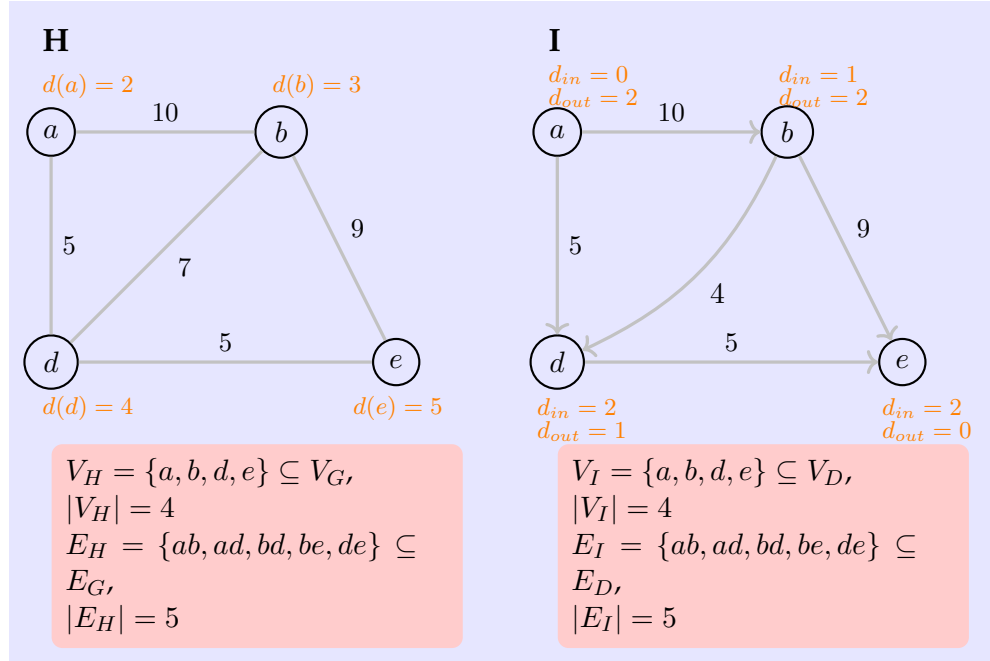 H
d(a) = 2
d(b) = 3
a
10
b
5
7
9
d
5
e
d(d) = 4
d(e) = 5
V_H = {a, b, d, e} ⊆ V_G,
|V_H| = 4
E_H = {ab, ad, bd, be, de} ⊆
E_G,
|E_H| = 5
I
d_in = 0
d_out = 2
d_in = 1
d_out = 2
a
10
b
5
4
9
d
5
e
d_in = 2
d_out = 1
d_in = 2
d_out = 0
V_I = {a, b, d, e} ⊆ V_D,
|V_I| = 4
E_I = {ab, ad, bd, be, de} ⊆
E_D,
|E_I| = 5